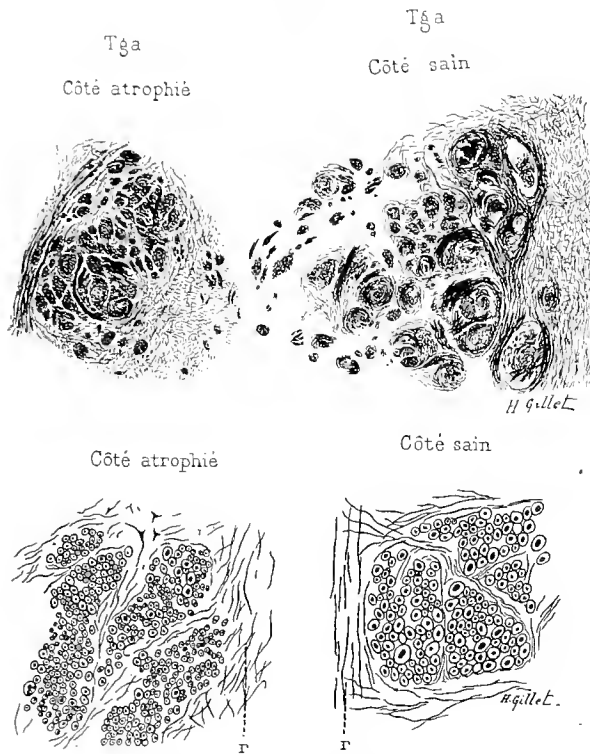 Tga
Côté atrophié
Tga
Côté sain
H Gillet
Côté atrophié
Côté sain
H. Gillet.
r
r